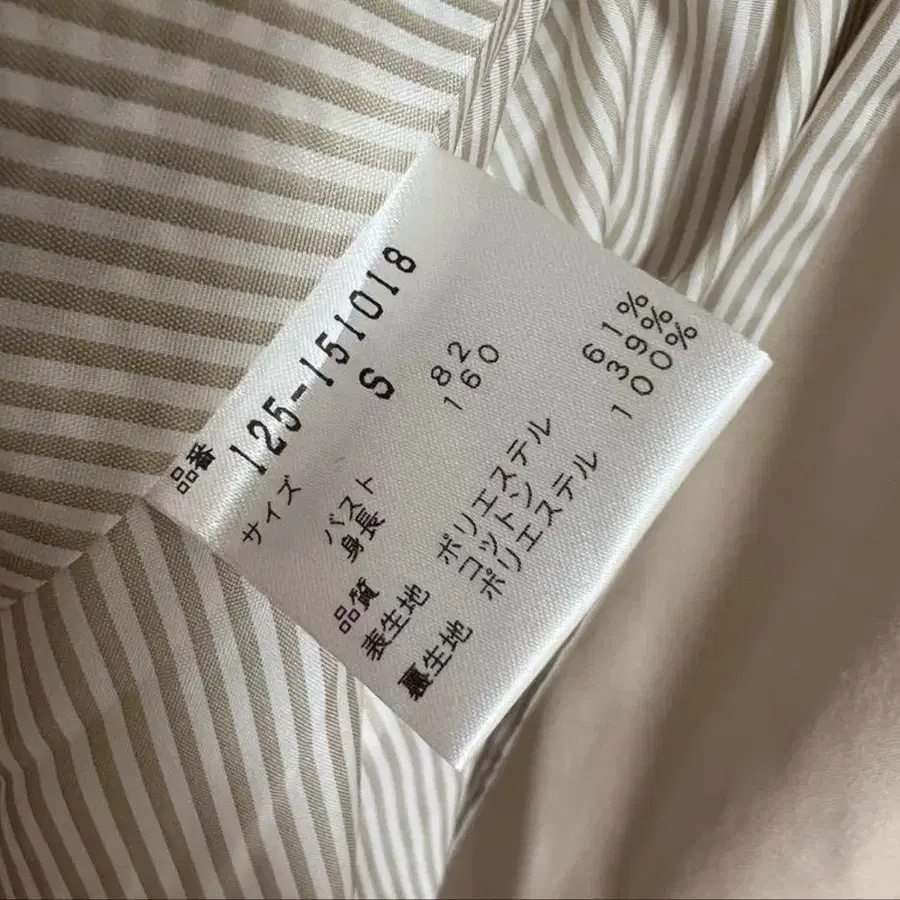 品番 125-151018
サイズ S
バスト 82
身長 160
品質
表生地 ポリエステル 61%
コットン 39%
裏生地 ポリエステル 100%